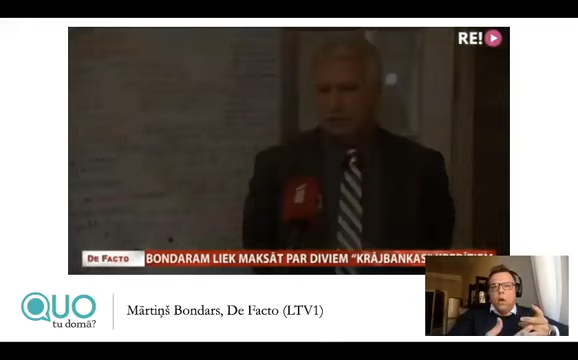 RE!
DE FACTO
BONDARAM LIEK MAKSĀT PAR DIVIEM "KRĀJBANKAS" KREDĪTIEM
QUO
tu domā?
Mārtiņš Bondars, De Facto (LTV1)